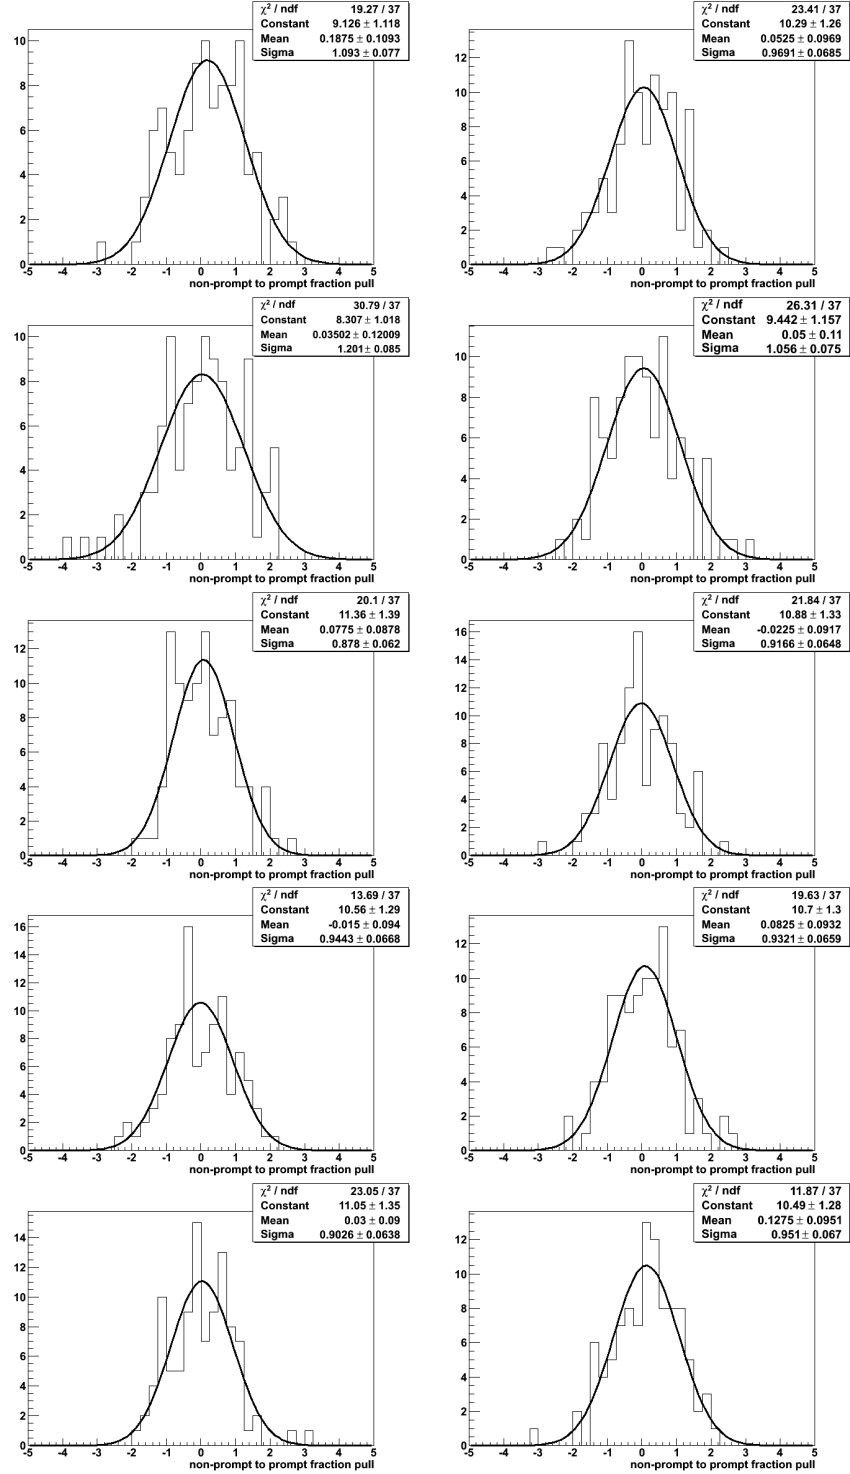 χ² / ndf 19.27 / 37
Constant 9.126 ± 1.118
Mean 0.1875 ± 0.1093
Sigma 1.093 ± 0.077
10
8
6
4
2
0
-5 -4 -3 -2 -1 0 1 2 3 4 5
non-prompt to prompt fraction pull
χ² / ndf 23.41 / 37
Constant 10.29 ± 1.26
Mean 0.0525 ± 0.0969
Sigma 0.9691 ± 0.0685
12
10
8
6
4
2
0
-5 -4 -3 -2 -1 0 1 2 3 4 5
non-prompt to prompt fraction pull
χ² / ndf 30.79 / 37
Constant 8.307 ± 1.018
Mean 0.03502 ± 0.12009
Sigma 1.201 ± 0.085
10
8
6
4
2
0
-5 -4 -3 -2 -1 0 1 2 3 4 5
non-prompt to prompt fraction pull
χ² / ndf 26.31 / 37
Constant 9.442 ± 1.157
Mean 0.05 ± 0.11
Sigma 1.056 ± 0.075
10
8
6
4
2
0
-5 -4 -3 -2 -1 0 1 2 3 4 5
non-prompt to prompt fraction pull
χ² / ndf 20.1 / 37
Constant 11.36 ± 1.39
Mean 0.0775 ± 0.0878
Sigma 0.878 ± 0.062
12
10
8
6
4
2
0
-5 -4 -3 -2 -1 0 1 2 3 4 5
non-prompt to prompt fraction pull
χ² / ndf 21.84 / 37
Constant 10.88 ± 1.33
Mean -0.0225 ± 0.0917
Sigma 0.9166 ± 0.0648
16
14
12
10
8
6
4
2
0
-5 -4 -3 -2 -1 0 1 2 3 4 5
non-prompt to prompt fraction pull
χ² / ndf 13.69 / 37
Constant 10.56 ± 1.29
Mean -0.015 ± 0.094
Sigma 0.9443 ± 0.0668
16
14
12
10
8
6
4
2
0
-5 -4 -3 -2 -1 0 1 2 3 4 5
non-prompt to prompt fraction pull
χ² / ndf 19.63 / 37
Constant 10.7 ± 1.3
Mean 0.0825 ± 0.0932
Sigma 0.9321 ± 0.0659
12
10
8
6
4
2
0
-5 -4 -3 -2 -1 0 1 2 3 4 5
non-prompt to prompt fraction pull
χ² / ndf 23.05 / 37
Constant 11.05 ± 1.35
Mean 0.03 ± 0.09
Sigma 0.9026 ± 0.0638
14
12
10
8
6
4
2
0
-5 -4 -3 -2 -1 0 1 2 3 4 5
non-prompt to prompt fraction pull
χ² / ndf 11.87 / 37
Constant 10.49 ± 1.28
Mean 0.1275 ± 0.0951
Sigma 0.951 ± 0.067
12
10
8
6
4
2
0
-5 -4 -3 -2 -1 0 1 2 3 4 5
non-prompt to prompt fraction pull